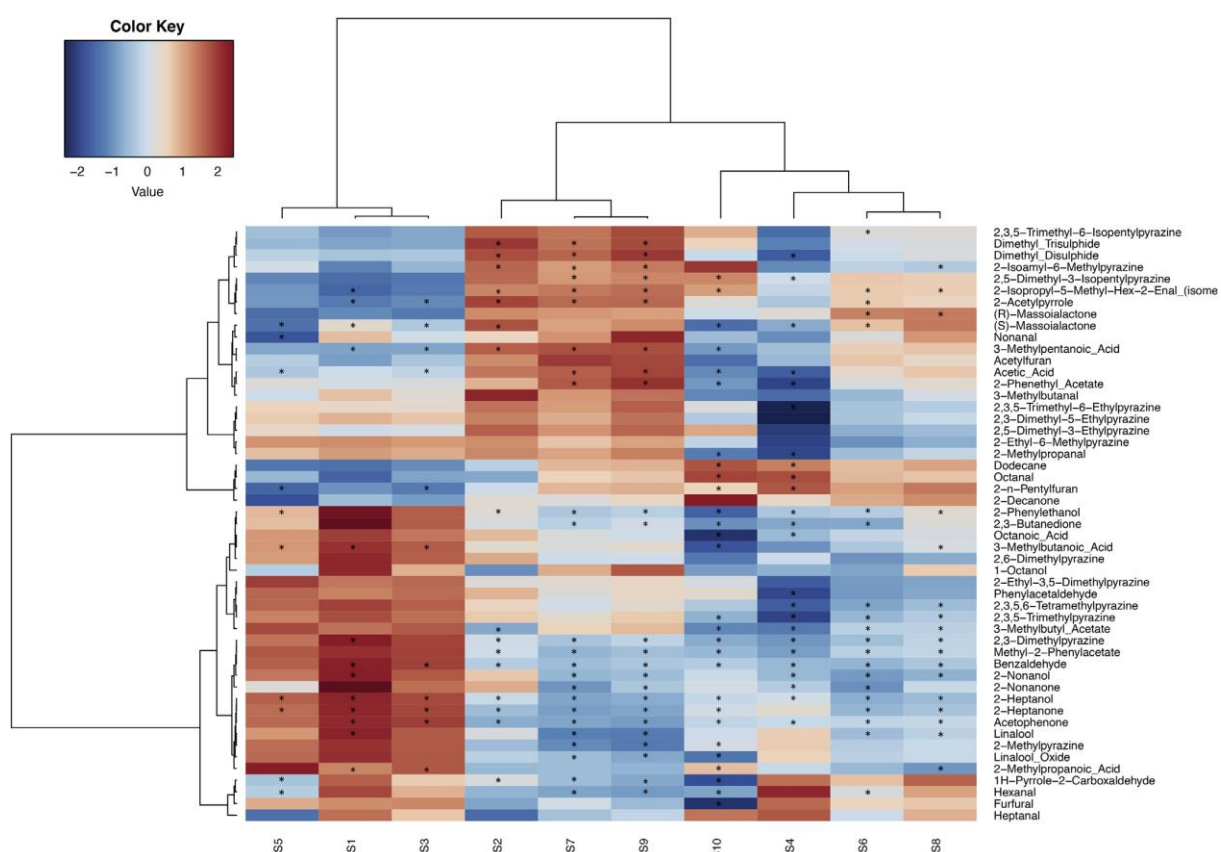 Color Key
−2 −1 0 1 2
Value
2,3,5−Trimethyl−6−Isopentylpyrazine
Dimethyl_Trisulphide
Dimethyl_Disulphide
2−Isoamyl−6−Methylpyrazine
2,5−Dimethyl−3−Isopentylpyrazine
2−Isopropyl−5−Methyl−Hex−2−Enal_(isome
2−Acetylpyrrole
(R)−Massoialactone
(S)−Massoialactone
Nonanal
3−Methylpentanoic_Acid
Acetylfuran
Acetic_Acid
2−Phenethyl_Acetate
3−Methylbutanal
2,3,5−Trimethyl−6−Ethylpyrazine
2,3−Dimethyl−5−Ethylpyrazine
2,5−Dimethyl−3−Ethylpyrazine
2−Ethyl−6−Methylpyrazine
2−Methylpropanal
Dodecane
Octanal
2−n−Pentylfuran
2−Decanone
2−Phenylethanol
2,3−Butanedione
Octanoic_Acid
3−Methylbutanoic_Acid
2,6−Dimethylpyrazine
1−Octanol
2−Ethyl−3,5−Dimethylpyrazine
Phenylacetaldehyde
2,3,5,6−Tetramethylpyrazine
2,3,5−Trimethylpyrazine
3−Methylbutyl_Acetate
2,3−Dimethylpyrazine
Methyl−2−Phenylacetate
Benzaldehyde
2−Nonanol
2−Nonanone
2−Heptanol
2−Heptanone
Acetophenone
Linalool
2−Methylpyrazine
Linalool_Oxide
2−Methylpropanoic_Acid
1H−Pyrrole−2−Carboxaldehyde
Hexanal
Furfural
Heptanal
S5 S1 S3 S2 S7 S9 S10 S4 S6 S8